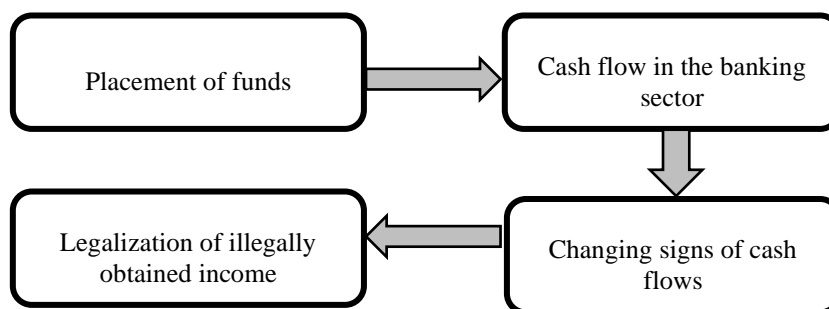 Placement of funds
Cash flow in the banking
sector
Changing signs of cash
flows
Legalization of illegally
obtained income